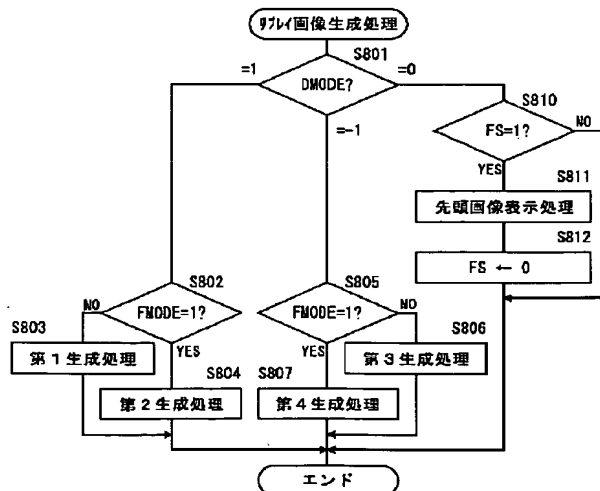 リプレイ画像生成処理
S801
=1
=0
DMODE?
=-1
S810
FS=1?
NO
YES
S811
先頭画像表示処理
S812
FS ← 0
S802
FMODE=1?
NO
YES
S803
第1生成処理
S804
第2生成処理
S805
FMODE=1?
NO
YES
S806
第3生成処理
S807
第4生成処理
エンド